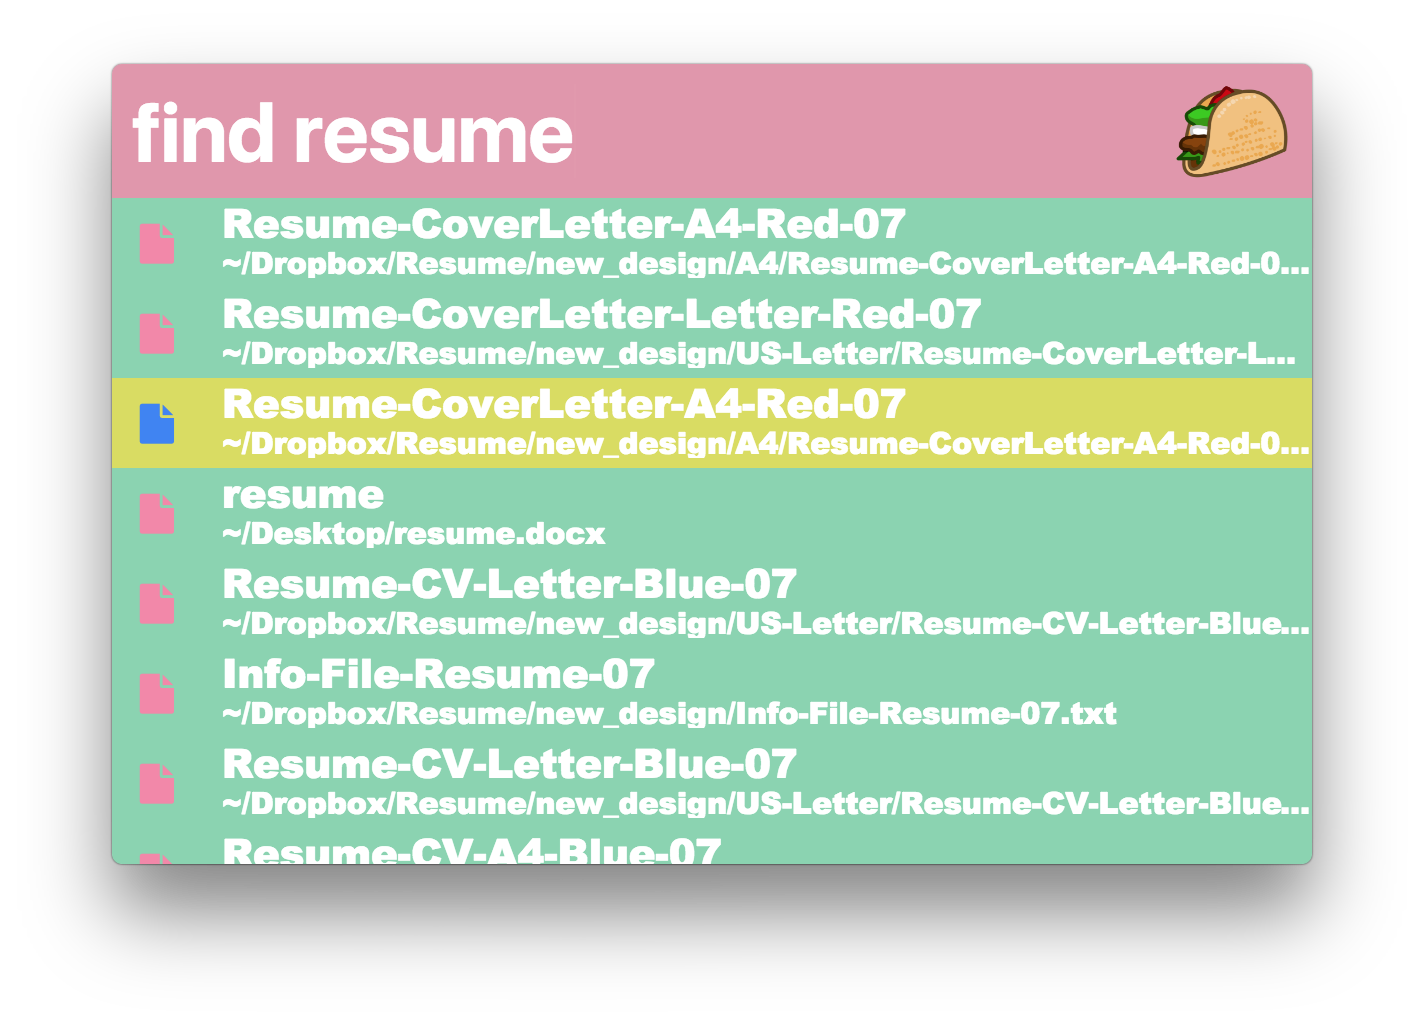 find resume
Resume-CoverLetter-A4-Red-07
~/Dropbox/Resume/new_design/A4/Resume-CoverLetter-A4-Red-0...
Resume-CoverLetter-Letter-Red-07
~/Dropbox/Resume/new_design/US-Letter/Resume-CoverLetter-L...
Resume-CoverLetter-A4-Red-07
~/Dropbox/Resume/new_design/A4/Resume-CoverLetter-A4-Red-0...
resume
~/Desktop/resume.docx
Resume-CV-Letter-Blue-07
~/Dropbox/Resume/new_design/US-Letter/Resume-CV-Letter-Blue...
Info-File-Resume-07
~/Dropbox/Resume/new_design/Info-File-Resume-07.txt
Resume-CV-Letter-Blue-07
~/Dropbox/Resume/new_design/US-Letter/Resume-CV-Letter-Blue...
Resume-CV-A4-Blue-07